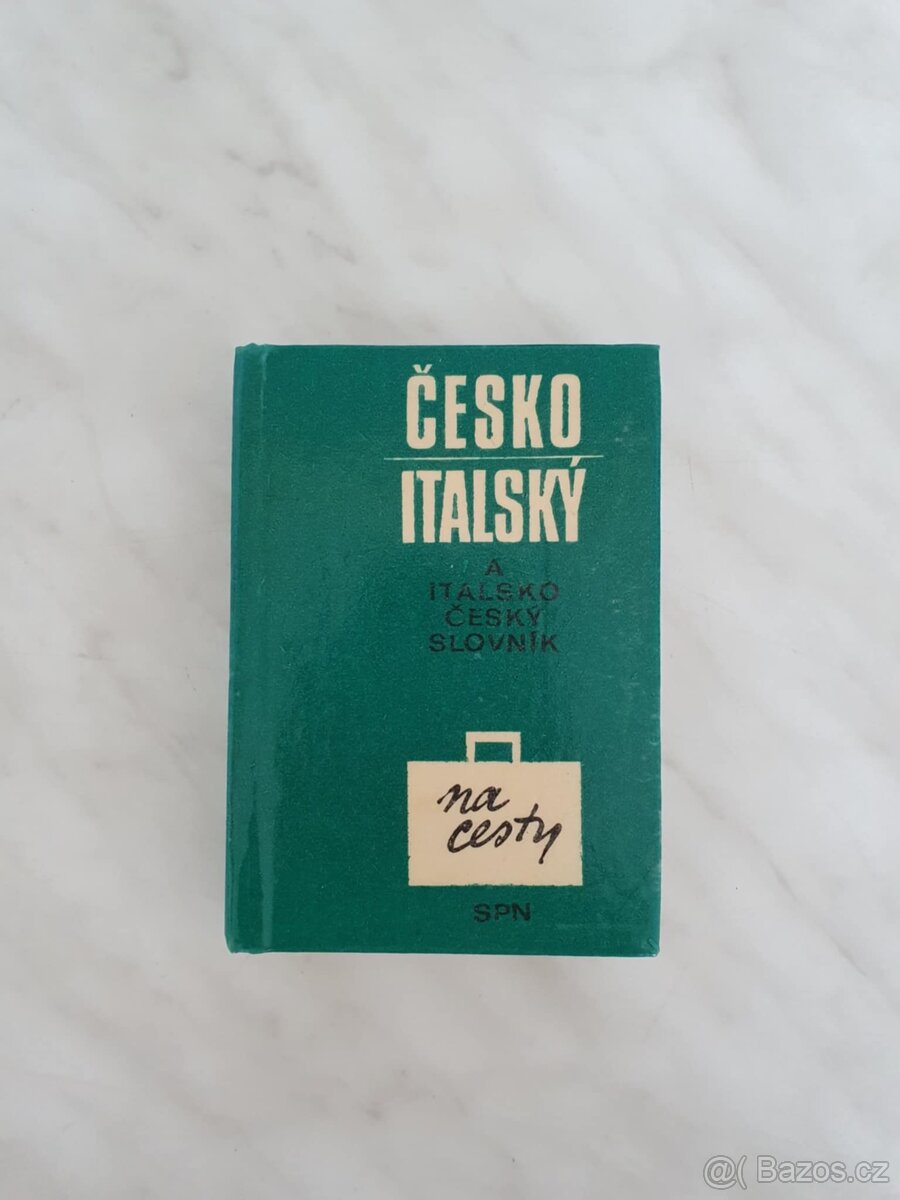 ČESKO
ITALSKÝ
A
ITALSKO
ČESKÝ
SLOVNÍK
na
cesty
SPN
@( Bazos.cz